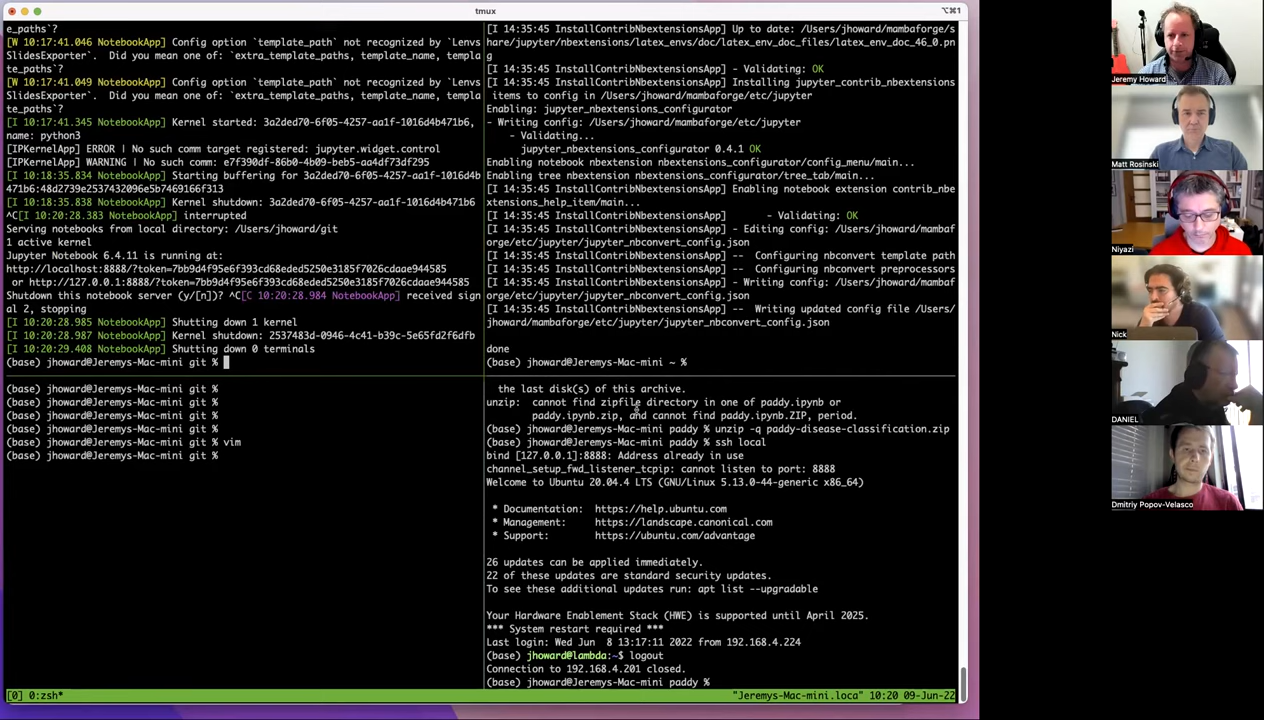 tmux
⌥⌘1
e_paths`?
[W 10:17:41.046 NotebookApp] Config option `template_path` not recognized by `Lenvs
SlidesExporter`.  Did you mean one of: `extra_template_paths, template_name, templa
te_paths`?
[W 10:17:41.049 NotebookApp] Config option `template_path` not recognized by `Lenvs
SlidesExporter`.  Did you mean one of: `extra_template_paths, template_name, templa
te_paths`?
[I 10:17:41.345 NotebookApp] Kernel started: 3a2ded70-6f05-4257-aa1f-1016d4b471b6,
name: python3
[IPKernelApp] ERROR | No such comm target registered: jupyter.widget.control
[IPKernelApp] WARNING | No such comm: e7f390df-86b0-4b09-beb5-aa4df73df295
[I 10:18:35.834 NotebookApp] Starting buffering for 3a2ded70-6f05-4257-aa1f-1016d4b
471b6:48d2739e2537432096e5b7469166f313
[I 10:18:35.838 NotebookApp] Kernel shutdown: 3a2ded70-6f05-4257-aa1f-1016d4b471b6
^C[I 10:20:28.383 NotebookApp] interrupted
Serving notebooks from local directory: /Users/jhoward/git
1 active kernel
Jupyter Notebook 6.4.11 is running at:
http://localhost:8888/?token=7bb9d4f95e6f393cd68eded5250e3185f7026cdaae944585
or http://127.0.0.1:8888/?token=7bb9d4f95e6f393cd68eded5250e3185f7026cdaae944585
Shutdown this notebook server (y/[n])? ^C[C 10:20:28.984 NotebookApp] received sign
al 2, stopping
[I 10:20:28.985 NotebookApp] Shutting down 1 kernel
[I 10:20:28.987 NotebookApp] Kernel shutdown: 2537483d-0946-4c41-b39c-5e65fd2f6dfb
[I 10:20:29.408 NotebookApp] Shutting down 0 terminals
(base) jhoward@Jeremys-Mac-mini git %
[I 14:35:45 InstallContribNbextensionsApp] Up to date: /Users/jhoward/mambaforge/s
hare/jupyter/nbextensions/latex_envs/doc/latex_env_doc_files/latex_env_doc_46_0.pn
g
[I 14:35:45 InstallContribNbextensionsApp] - Validating: OK
[I 14:35:45 InstallContribNbextensionsApp] Installing jupyter_contrib_nbextensions
items to config in /Users/jhoward/mambaforge/etc/jupyter
Enabling: jupyter_nbextensions_configurator
- Writing config: /Users/jhoward/mambaforge/etc/jupyter
- Validating...
jupyter_nbextensions_configurator 0.4.1 OK
Enabling notebook nbextension nbextensions_configurator/config_menu/main...
Enabling tree nbextension nbextensions_configurator/tree_tab/main...
[I 14:35:45 InstallContribNbextensionsApp] Enabling notebook extension contrib_nbe
xtensions_help_item/main...
[I 14:35:45 InstallContribNbextensionsApp]       - Validating: OK
[I 14:35:45 InstallContribNbextensionsApp] - Editing config: /Users/jhoward/mambaf
orge/etc/jupyter/jupyter_nbconvert_config.json
[I 14:35:45 InstallContribNbextensionsApp] --  Configuring nbconvert template path
[I 14:35:45 InstallContribNbextensionsApp] --  Configuring nbconvert preprocessors
[I 14:35:45 InstallContribNbextensionsApp] - Writing config: /Users/jhoward/mambaf
orge/etc/jupyter/jupyter_nbconvert_config.json
[I 14:35:45 InstallContribNbextensionsApp] --  Writing updated config file /Users/
jhoward/mambaforge/etc/jupyter/jupyter_nbconvert_config.json
done
(base) jhoward@Jeremys-Mac-mini ~ %
(base) jhoward@Jeremys-Mac-mini git %
(base) jhoward@Jeremys-Mac-mini git %
(base) jhoward@Jeremys-Mac-mini git %
(base) jhoward@Jeremys-Mac-mini git %
(base) jhoward@Jeremys-Mac-mini git % vim
(base) jhoward@Jeremys-Mac-mini git %
the last disk(s) of this archive.
unzip:  cannot find zipfile directory in one of paddy.ipynb or
paddy.ipynb.zip, and cannot find paddy.ipynb.ZIP, period.
(base) jhoward@Jeremys-Mac-mini paddy % unzip -q paddy-disease-classification.zip
(base) jhoward@Jeremys-Mac-mini paddy % ssh local
bind [127.0.0.1]:8888: Address already in use
channel_setup_fwd_listener_tcpip: cannot listen to port: 8888
Welcome to Ubuntu 20.04.4 LTS (GNU/Linux 5.13.0-44-generic x86_64)
* Documentation:  https://help.ubuntu.com
* Management:     https://landscape.canonical.com
* Support:        https://ubuntu.com/advantage
26 updates can be applied immediately.
22 of these updates are standard security updates.
To see these additional updates run: apt list --upgradable
Your Hardware Enablement Stack (HWE) is supported until April 2025.
*** System restart required ***
Last login: Wed Jun  8 13:17:11 2022 from 192.168.4.224
(base) jhoward@lambda:~$ logout
Connection to 192.168.4.201 closed.
(base) jhoward@Jeremys-Mac-mini paddy %
[0] 0:zsh*
"Jeremys-Mac-mini.loca" 10:20 09-Jun-22
Jeremy Howard
Matt Rosinski
Niyazi
Nick
DANIEL
Dmitriy Popov-Velasco